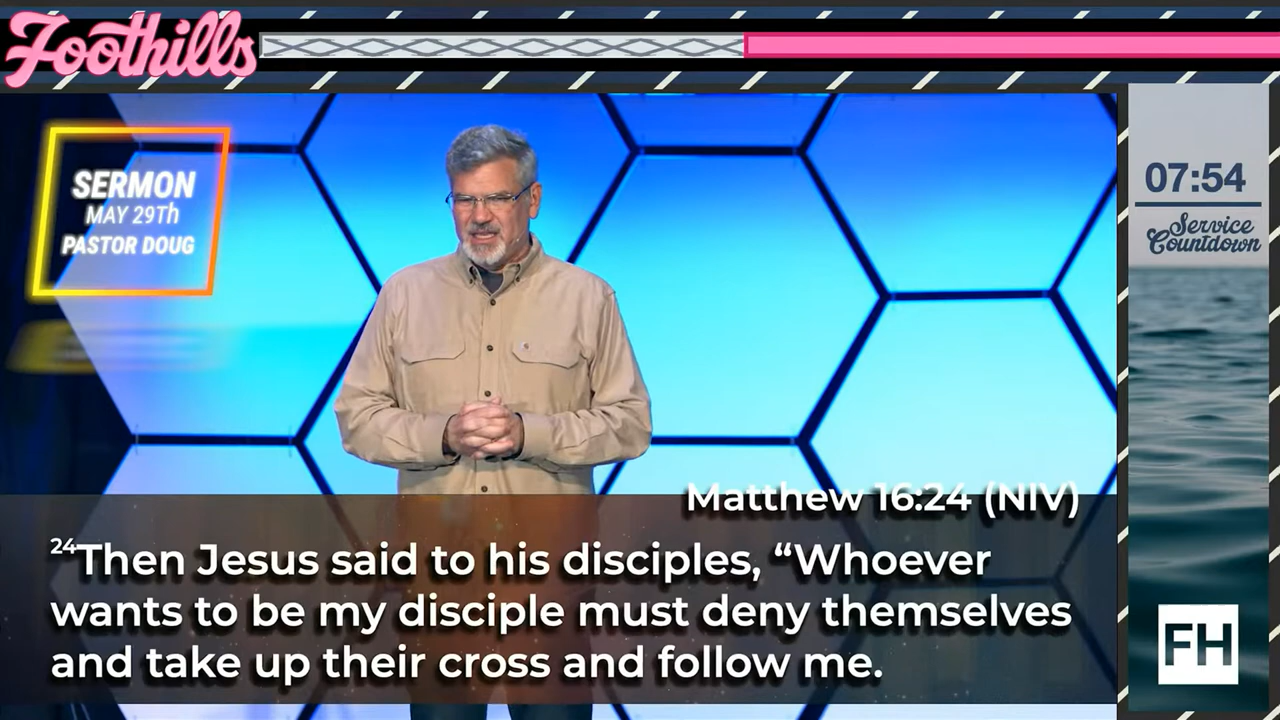 Foothills
SERMON
MAY 29Th
PASTOR DOUG
07:54
Service
Countdown
Matthew 16:24 (NIV)
24Then Jesus said to his disciples, “Whoever
wants to be my disciple must deny themselves
and take up their cross and follow me.
FH